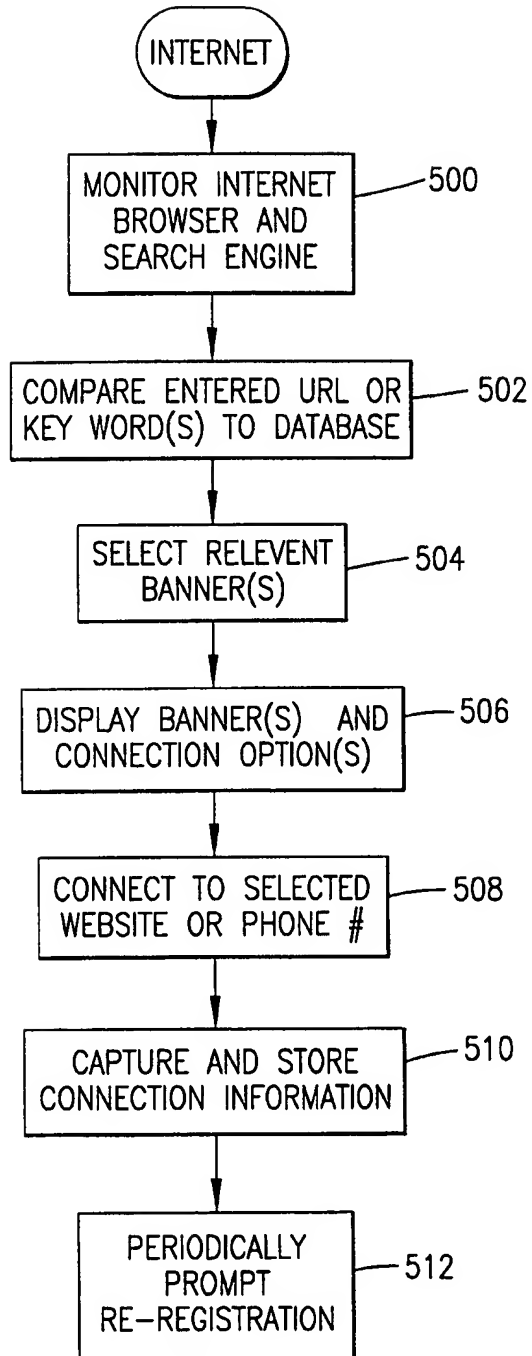 INTERNET
MONITOR INTERNET
BROWSER AND
SEARCH ENGINE
500
COMPARE ENTERED URL OR
KEY WORD(S) TO DATABASE
502
SELECT RELEVENT
BANNER(S)
504
DISPLAY BANNER(S) AND
CONNECTION OPTION(S)
506
CONNECT TO SELECTED
WEBSITE OR PHONE #
508
CAPTURE AND STORE
CONNECTION INFORMATION
510
PERIODICALLY
PROMPT
RE-REGISTRATION
512